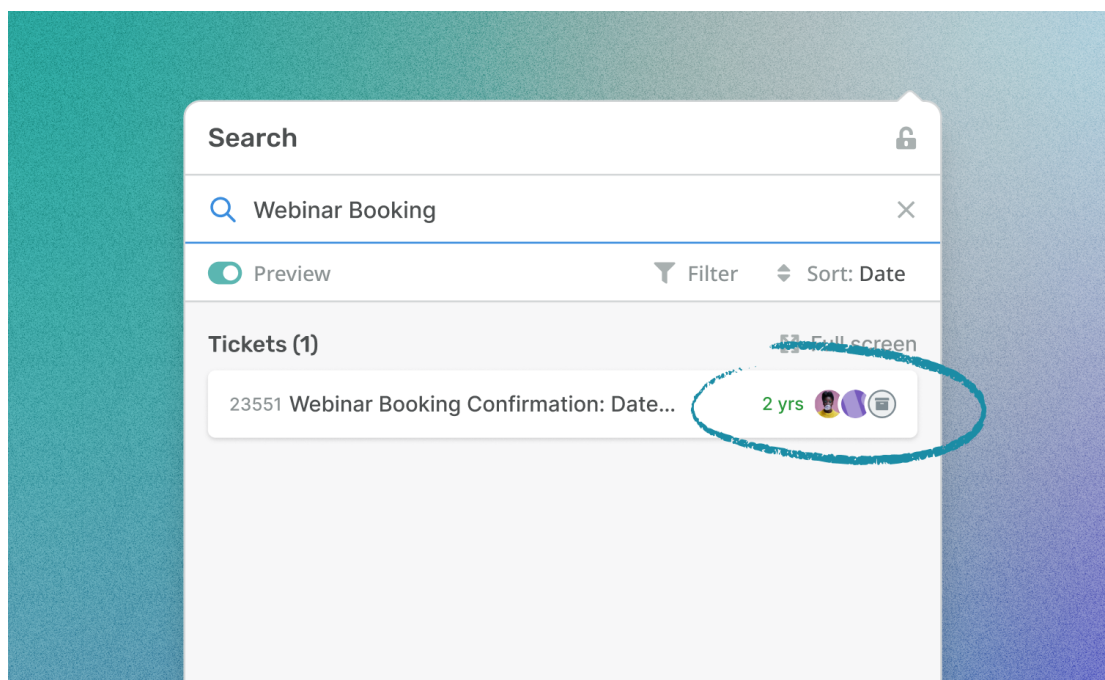 Search
Webinar Booking
Preview Filter Sort: Date
Tickets (1) Full screen
23551 Webinar Booking Confirmation: Date... 2 yrs